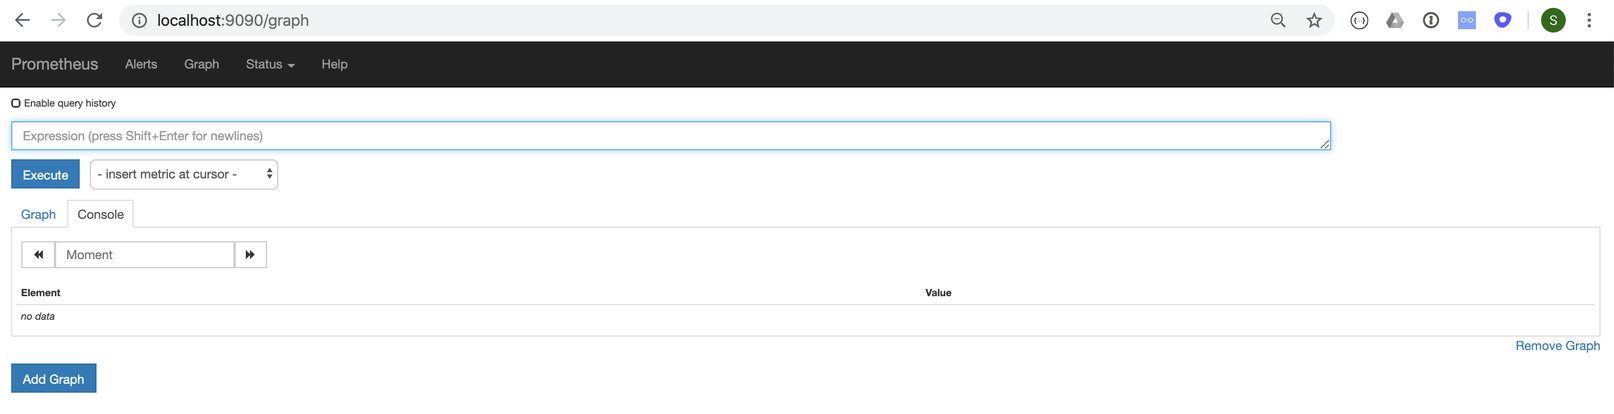 localhost:9090/graph
S
Prometheus Alerts Graph Status Help
Enable query history
Expression (press Shift+Enter for newlines)
Execute - insert metric at cursor -
Graph Console
Moment
Element Value
no data
Remove Graph
Add Graph